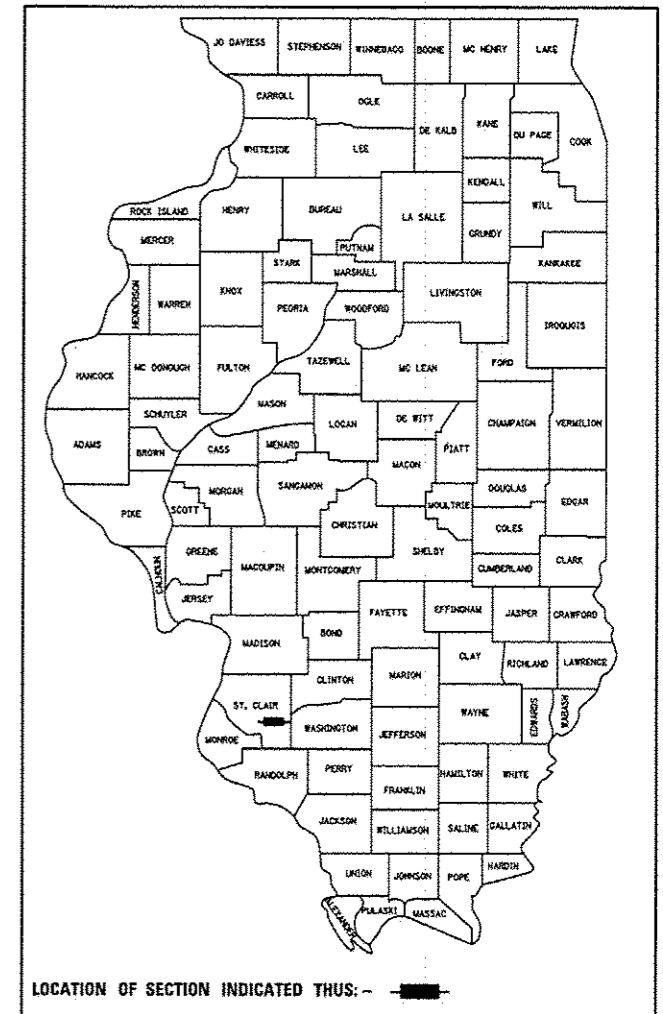 JO DAVIESS STEPHENSON WINNEBAGO BOONE MC HENRY LAKE
CARROLL OGLE DE KALB KANE DU PAGE COOK
WHITESIDE LEE
KENDALL WILL
ROCK ISLAND HENRY BUREAU LA SALLE
GRUNDY
MERCER PUTNAM KANKAKEE
STARK MARSHALL
HENDERSON WARREN KNOX LIVINGSTON
PEORIA WOODFORD IROQUOIS
HANCOCK MC DONOUGH FULTON TAZEWELL MC LEAN FORD
MASON
SCHUYLER LOGAN DE WITT CHAMPAIGN VERMILION
ADAMS BROWN CASS MENARD PIATT
MACON
MORGAN SANGAMON DOUGLAS EDGAR
PIKE SCOTT CHRISTIAN MOULTRIE
COLES
GREENE SHELBY
CALHOUN MACOUPIN MONTGOMERY CUMBERLAND CLARK
JERSEY FAYETTE EFFINGHAM JASPER CRAWFORD
MADISON BOND
CLAY RICHLAND LAWRENCE
CLINTON MARION
ST. CLAIR WAYNE EDWARDS WABASH
WASHINGTON JEFFERSON
MONROE
RANDOLPH PERRY HAMILTON WHITE
FRANKLIN
JACKSON WILLIAMSON SALINE GALLATIN
UNION JOHNSON POPE HARDIN
ALEXANDER PULASKI MASSAC
LOCATION OF SECTION INDICATED THUS: -